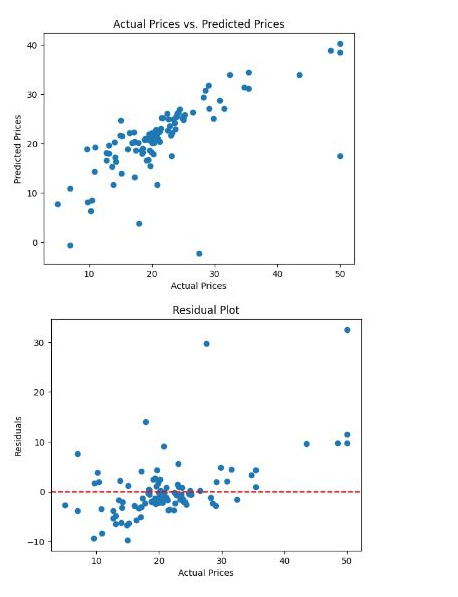 Actual Prices vs. Predicted Prices
40
30
20
10
0
Predicted Prices
10 20 30 40 50
Actual Prices
Residual Plot
30
20
10
0
−10
Residuals
10 20 30 40 50
Actual Prices